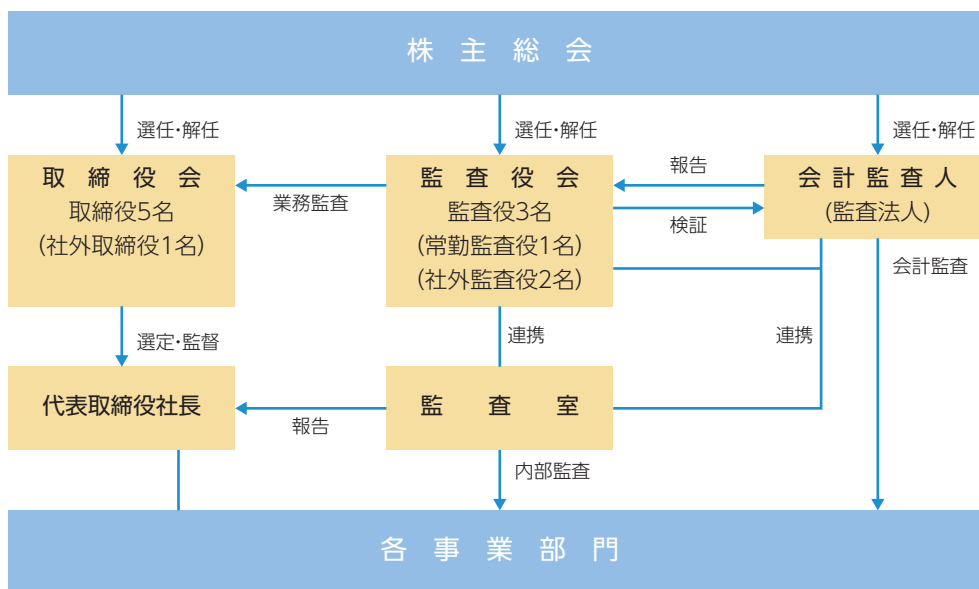 株主総会
選任・解任
選任・解任
選任・解任
取締役会
取締役5名
(社外取締役1名)
業務監査
監査役会
監査役3名
(常勤監査役1名)
(社外監査役2名)
報告
検証
会計監査人
(監査法人)
会計監査
選定・監督
連携
連携
代表取締役社長
報告
監査室
内部監査
各事業部門